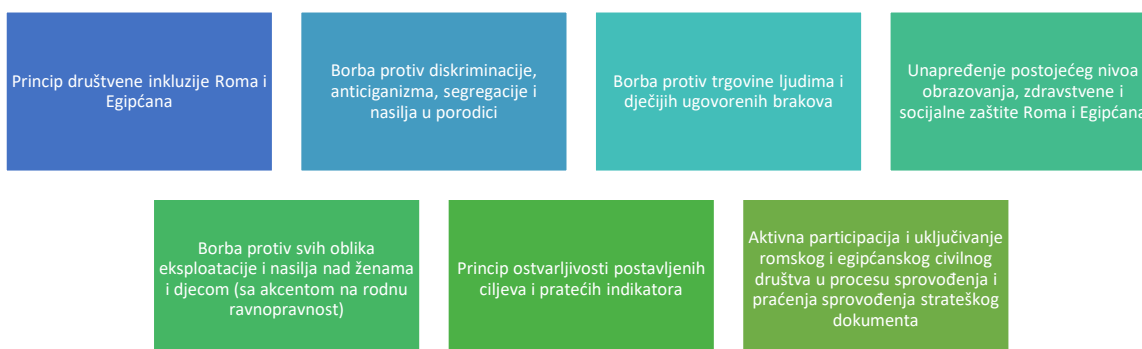 Princip društvene inkluzije Roma i
Egipćana
Borba protiv diskriminacije,
anticiganizma, segregacije i
nasilja u porodici
Borba protiv trgovine ljudima i
dječijih ugovorenih brakova
Unapređenje postojećeg nivoa
obrazovanja, zdravstvene i
socijalne zaštite Roma i Egipćana
Borba protiv svih oblika
eksploatacije i nasilja nad ženama
i djecom (sa akcentom na rodnu
ravnopravnost)
Princip ostvarljivosti postavljenih
ciljeva i pratećih indikatora
Aktivna participacija i uključivanje
romskog i egipćanskog civilnog
društva u procesu sprovođenja i
praćenja sprovođenja strateškog
dokumenta